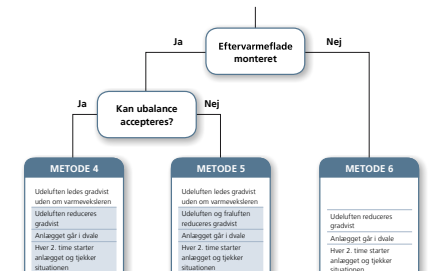 Ja
Eftervarmeflade
monteret
Nej
Ja
Kan ubalance
accepteres?
Nej
METODE 4
Udeluften ledes gradvist
uden om varmeveksleren
Udeluften reduceres
gradvist
Anlægget går i dvale
Hver 2. time starter
anlægget og tjekker
situationen
METODE 5
Udeluften ledes gradvist
uden om varmeveksleren
Udeluften og fraluften
reduceres gradvist
Anlægget går i dvale
Hver 2. time starter
anlægget og tjekker
situationen
METODE 6
Udeluften reduceres
gradvist
Anlægget går i dvale
Hver 2. time starter
anlægget og tjekker
situationen